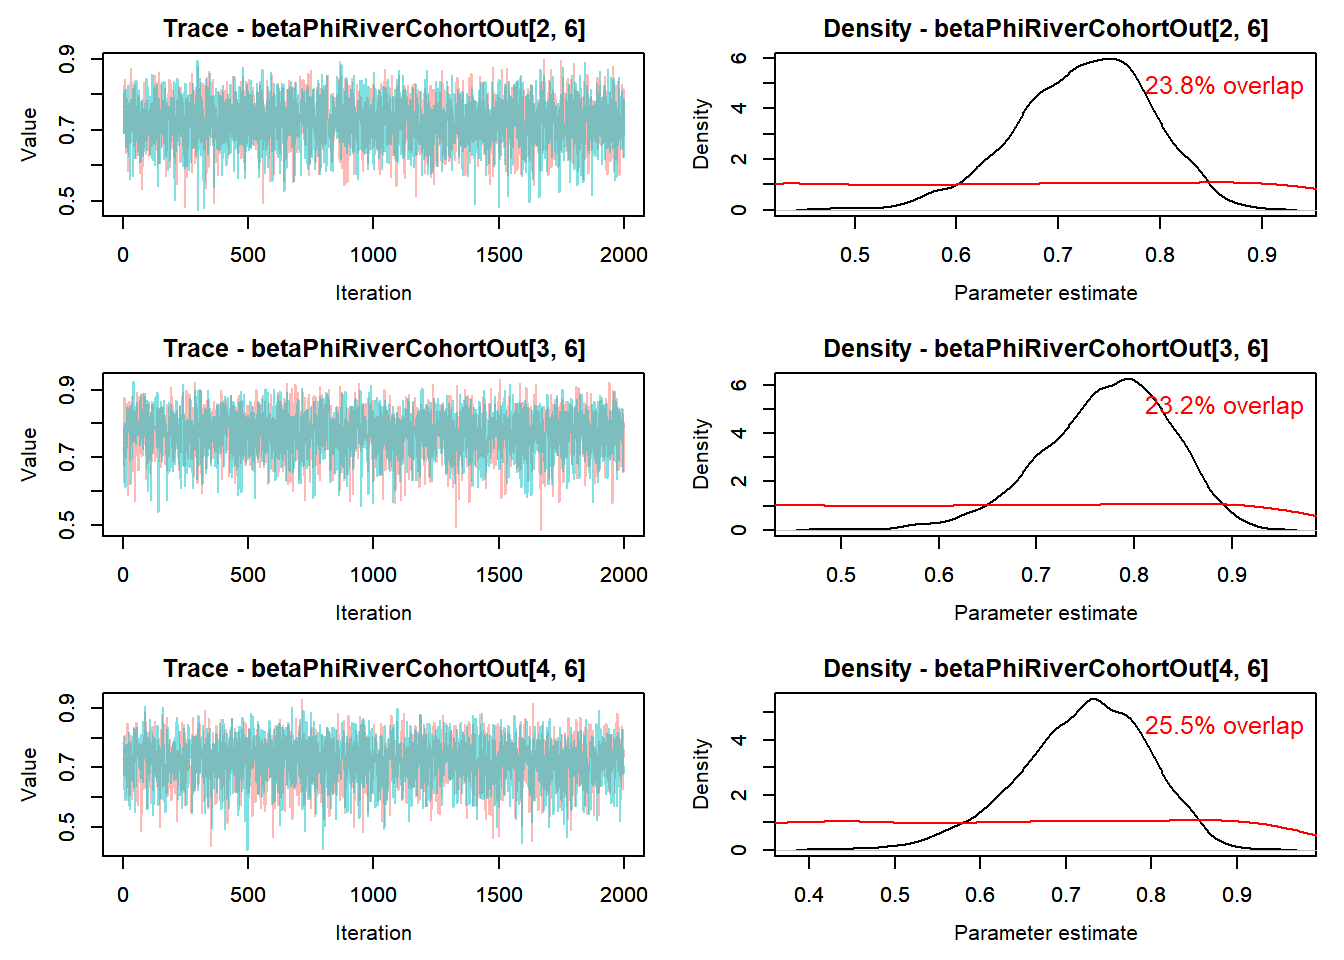 Trace - betaPhiRiverCohortOut[2, 6]
Value
0.5 0.7 0.9
0 500 1000 1500 2000
Iteration
Density - betaPhiRiverCohortOut[2, 6]
23.8% overlap
Density
0 2 4 6
0.5 0.6 0.7 0.8 0.9
Parameter estimate
Trace - betaPhiRiverCohortOut[3, 6]
Value
0.5 0.7 0.9
0 500 1000 1500 2000
Iteration
Density - betaPhiRiverCohortOut[3, 6]
23.2% overlap
Density
0 2 4 6
0.5 0.6 0.7 0.8 0.9
Parameter estimate
Trace - betaPhiRiverCohortOut[4, 6]
Value
0.5 0.7 0.9
0 500 1000 1500 2000
Iteration
Density - betaPhiRiverCohortOut[4, 6]
25.5% overlap
Density
0 2 4
0.4 0.5 0.6 0.7 0.8 0.9
Parameter estimate